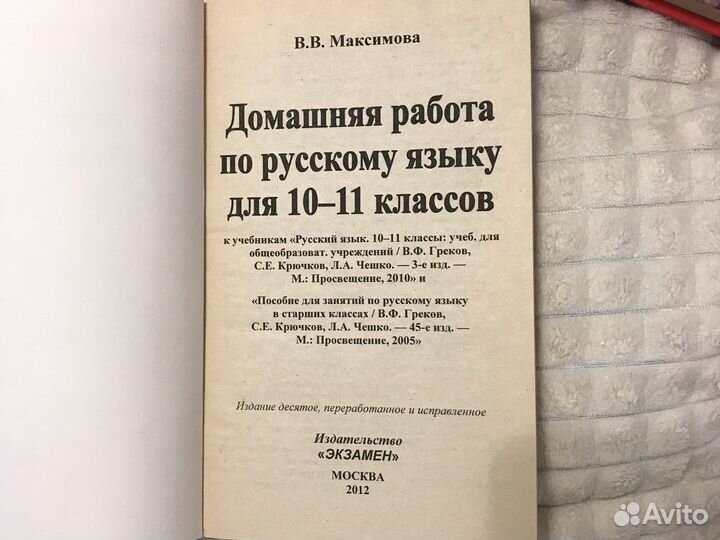 В.В. Максимова
Домашняя работа
по русскому языку
для 10–11 классов
к учебникам «Русский язык. 10–11 классы: учеб. для
общеобразоват. учреждений / В.Ф. Греков,
С.Е. Крючков, Л.А. Чешко. — 3-е изд. —
М.: Просвещение, 2010» и
«Пособие для занятий по русскому языку
в старших классах / В.Ф. Греков,
С.Е. Крючков, Л.А. Чешко. — 45-е изд. —
М.: Просвещение, 2005»
Издание десятое, переработанное и исправленное
Издательство
«ЭКЗАМЕН»
МОСКВА
2012
Avito